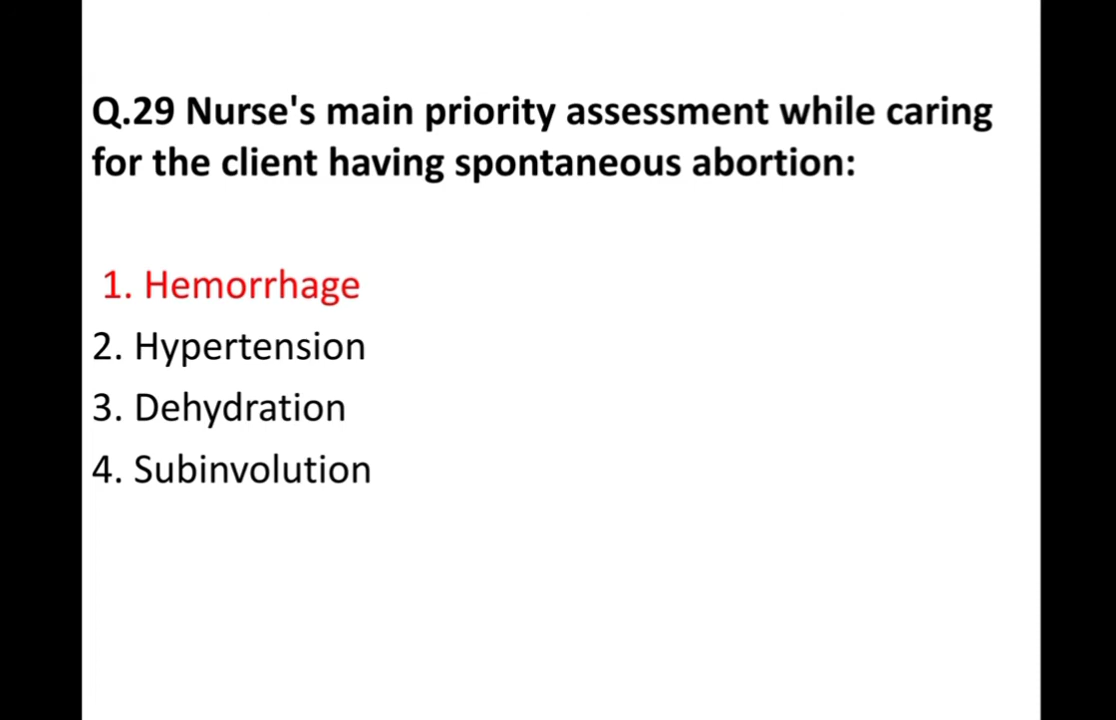 Q.29 Nurse's main priority assessment while caring
for the client having spontaneous abortion:
1. Hemorrhage
2. Hypertension
3. Dehydration
4. Subinvolution